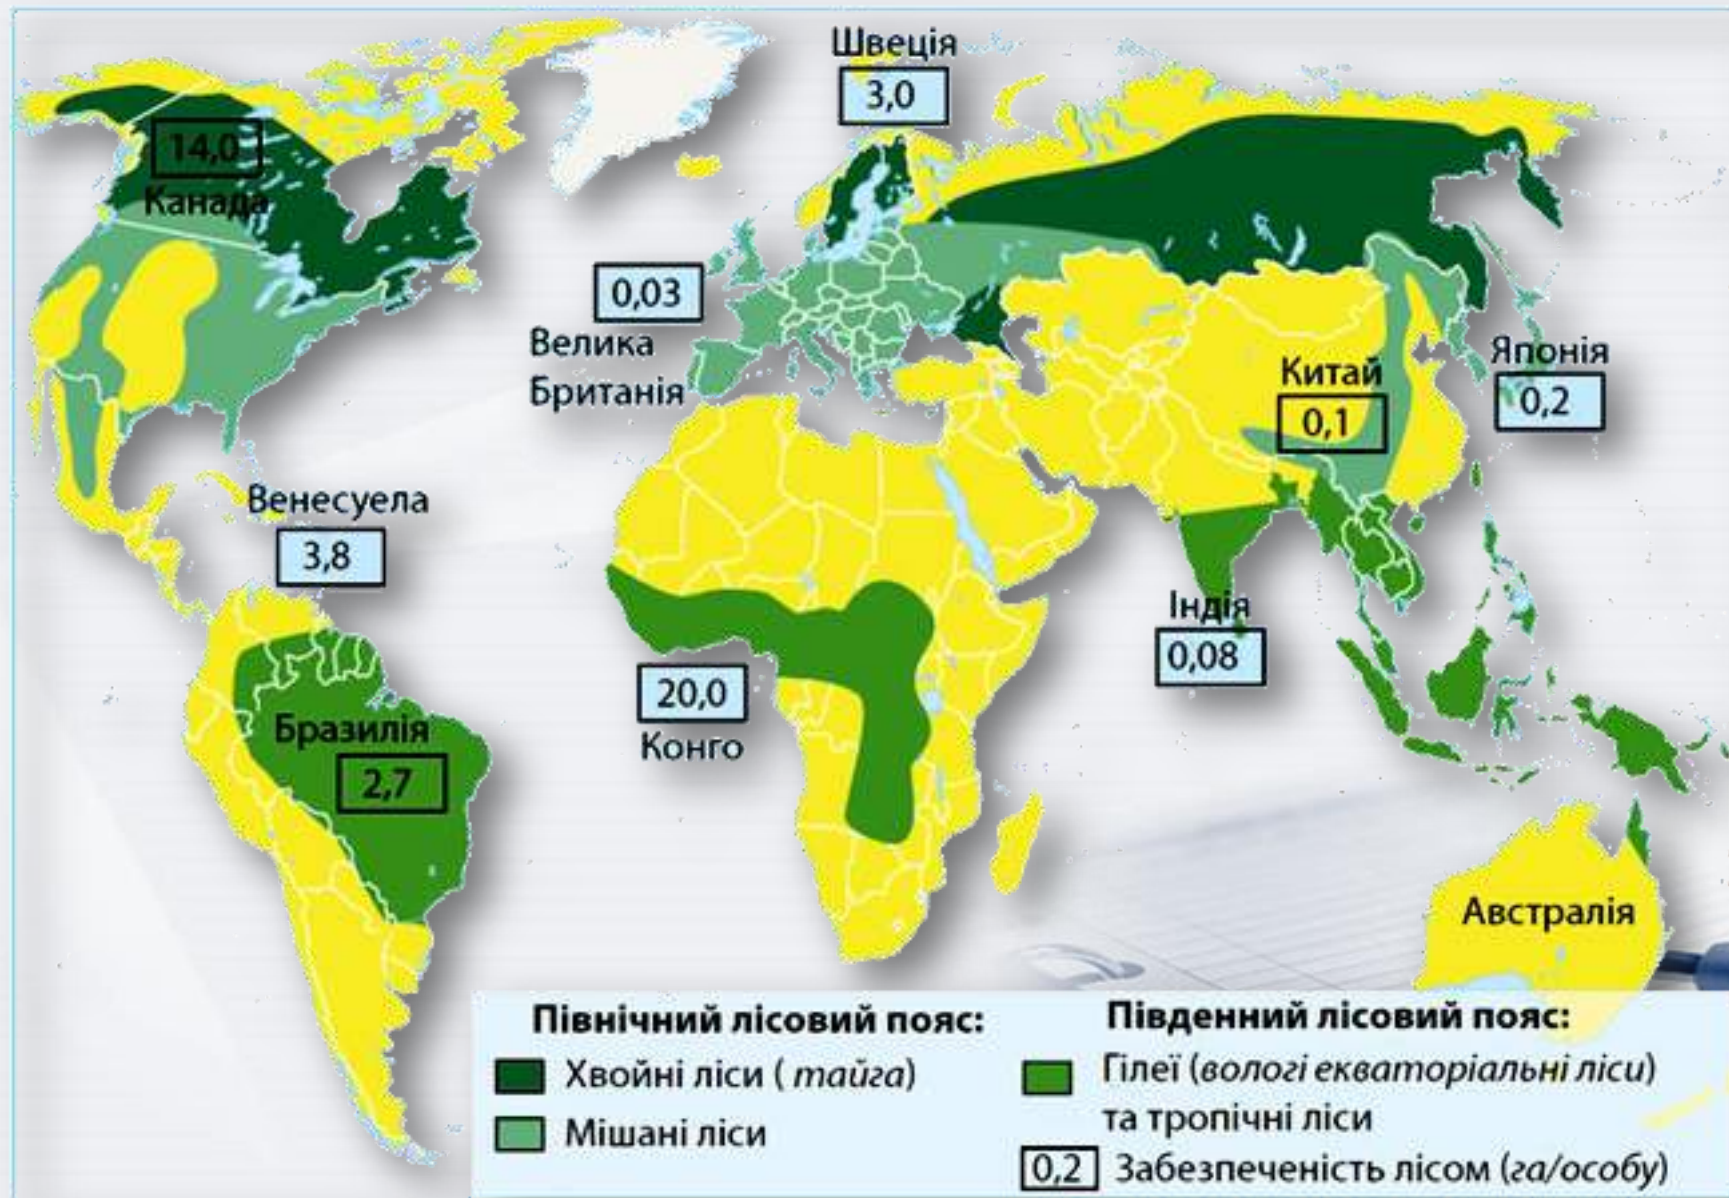 Швеція
3,0
14,0
Канада
0,03
Велика
Британія
Японія
0,2
Китай
0,1
Венесуела
3,8
Індія
0,08
20,0
Конго
Бразилія
2,7
Австралія
Північний лісовий пояс:
Хвойні ліси ( тайга)
Мішані ліси
Південний лісовий пояс:
Гілеї (вологі екваторіальні ліси)
та тропічні ліси
0,2 Забезпеченість лісом (га/особу)